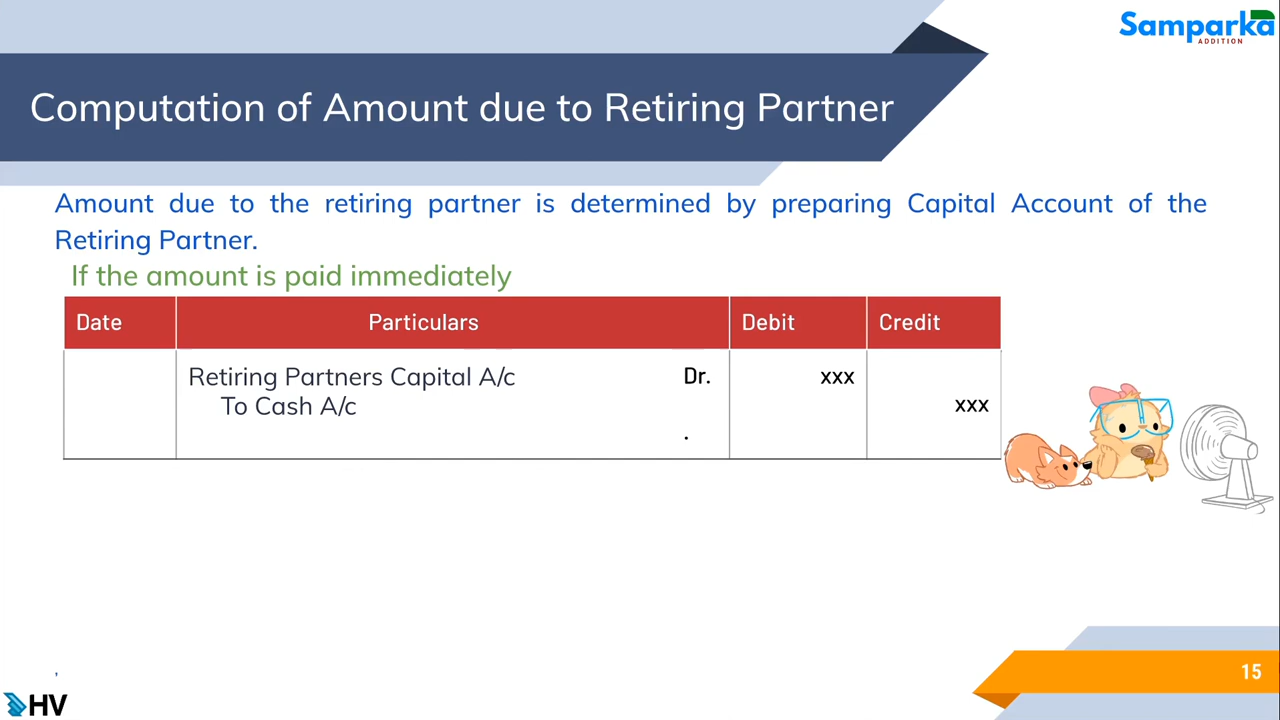 Samparka
ADDITION
Computation of Amount due to Retiring Partner
Amount due to the retiring partner is determined by preparing Capital Account of the
Retiring Partner.
If the amount is paid immediately
Date Particulars Debit Credit
Retiring Partners Capital A/c Dr. xxx
To Cash A/c xxx
.
,
15
HV